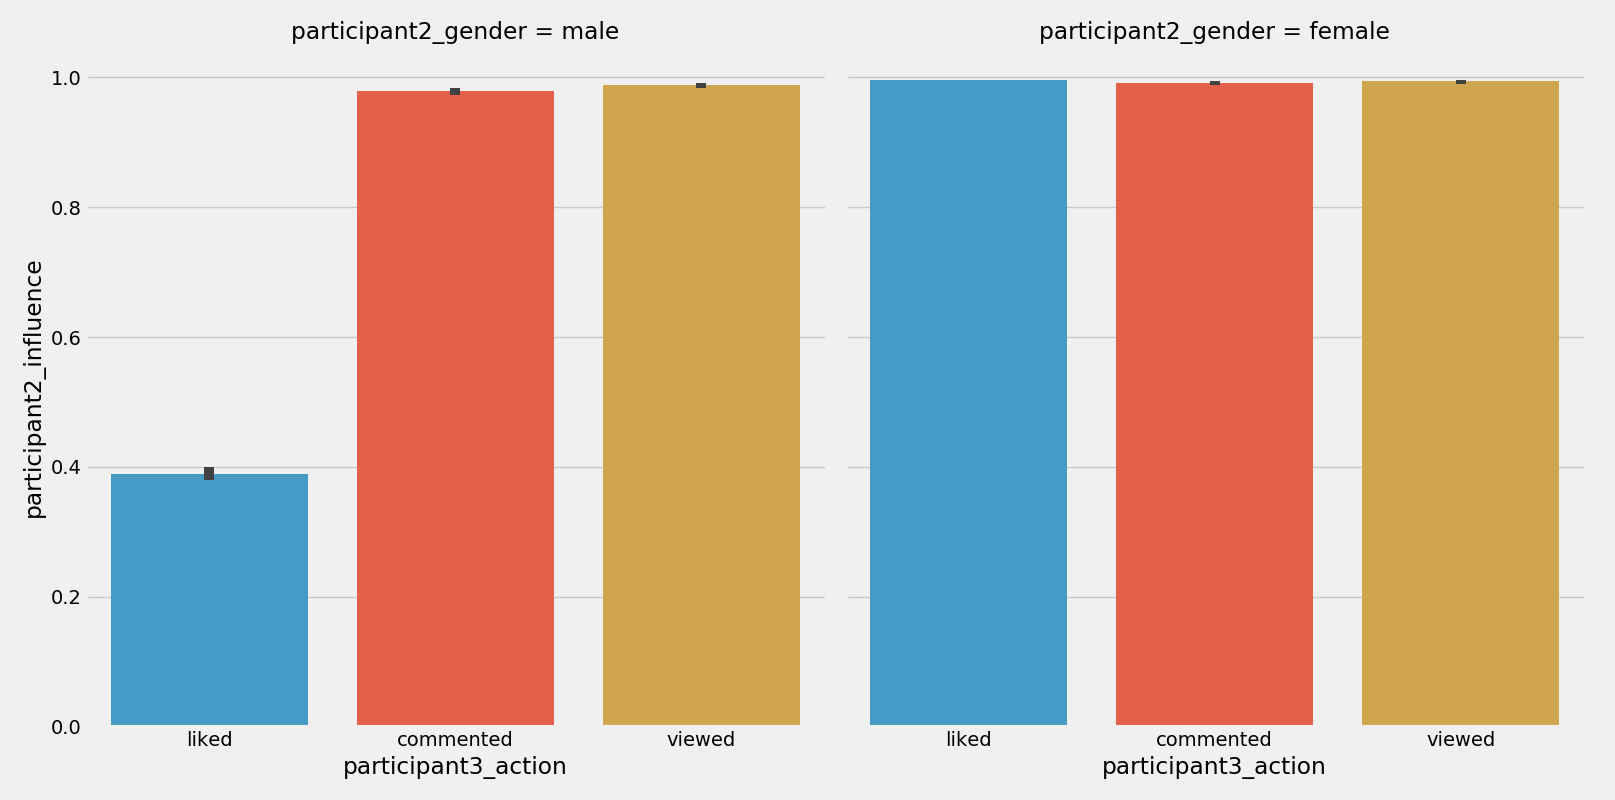 participant2_gender = male
participant2_gender = female
participant2_influence
1.0
0.8
0.6
0.4
0.2
0.0
liked commented viewed
liked commented viewed
participant3_action
participant3_action